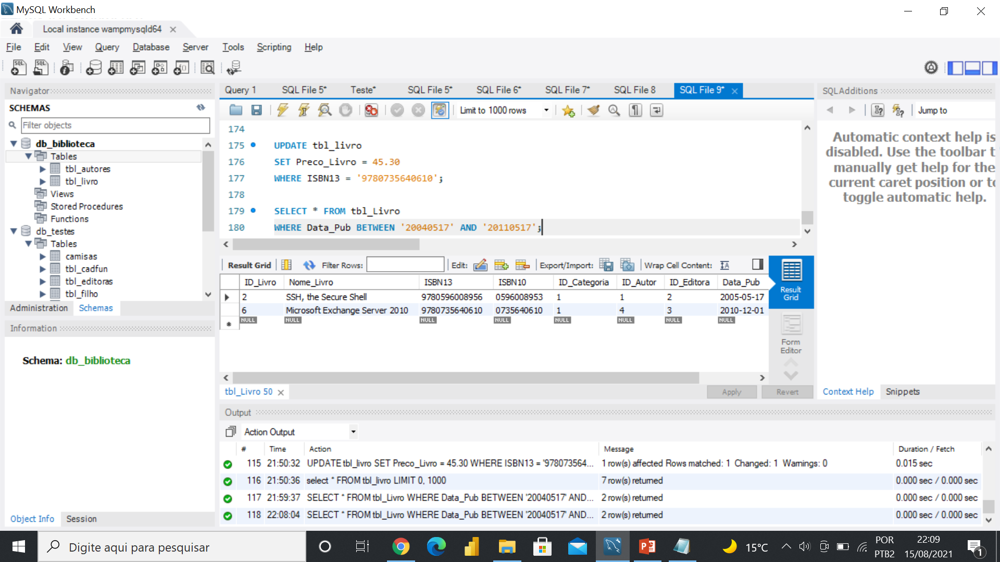 MySQL Workbench
Local instance wampmysqld64
File Edit View Query Database Server Tools Scripting Help
Navigator
SCHEMAS
Filter objects
db_biblioteca
Tables
tbl_autores
tbl_livro
Views
Stored Procedures
Functions
db_testes
Tables
camisas
tbl_cadfun
tbl_editoras
tbl_filho
Administration Schemas
Information
Schema: db_biblioteca
Object Info Session
Query 1 SQL File 5* Teste* SQL File 5* SQL File 6* SQL File 7* SQL File 8 SQL File 9*
Limit to 1000 rows
174
175 UPDATE tbl_livro
176 SET Preco_Livro = 45.30
177 WHERE ISBN13 = '9780735640610';
178
179 SELECT * FROM tbl_Livro
180 WHERE Data_Pub BETWEEN '20040517' AND '20110517';
Result Grid Filter Rows: Edit: Export/Import: Wrap Cell Content:
ID_Livro Nome_Livro ISBN13 ISBN10 ID_Categoria ID_Autor ID_Editora Data_Pub
2 SSH, the Secure Shell 9780596008956 0596008953 1 1 2 2005-05-17
6 Microsoft Exchange Server 2010 9780735640610 0735640610 1 4 3 2010-12-01
NULL NULL NULL NULL NULL NULL NULL NULL
Result
Grid
Form
Editor
tbl_Livro 50 Apply Revert
SQLAdditions
Jump to
Automatic context help is
disabled. Use the toolbar t
manually get help for the
current caret position or to
toggle automatic help.
Context Help Snippets
Output
Action Output
# Time Action Message Duration / Fetch
115 21:50:32 UPDATE tbl_livro SET Preco_Livro = 45.30 WHERE ISBN13 = '978073564... 1 row(s) affected Rows matched: 1 Changed: 1 Warnings: 0 0.015 sec
116 21:50:36 select * FROM tbl_livro LIMIT 0, 1000 7 row(s) returned 0.000 sec / 0.000 sec
117 21:59:37 SELECT * FROM tbl_Livro WHERE Data_Pub BETWEEN '20040517' AND... 2 row(s) returned 0.000 sec / 0.000 sec
118 22:08:04 SELECT * FROM tbl_Livro WHERE Data_Pub BETWEEN '20040517' AND... 2 row(s) returned 0.000 sec / 0.000 sec
Digite aqui para pesquisar
15°C
POR
PTB2
22:09
15/08/2021
1